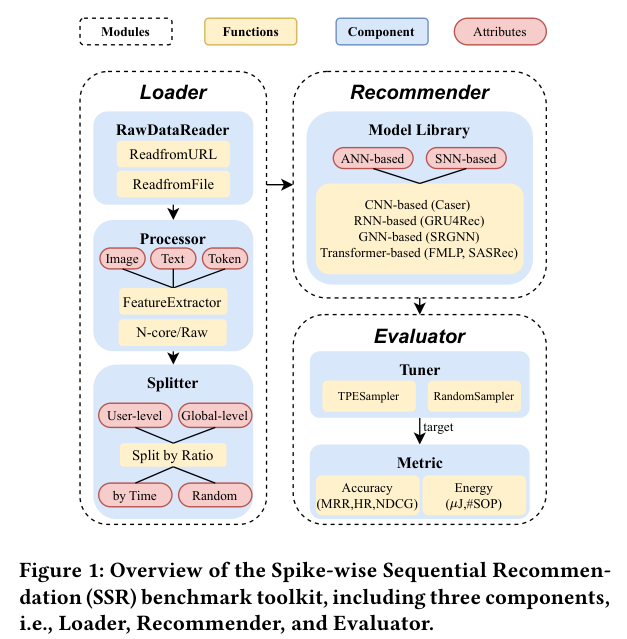 Modules
Functions
Component
Attributes
Loader
RawDataReader
ReadfromURL
ReadfromFile
Processor
Image
Text
Token
FeatureExtractor
N-core/Raw
Splitter
User-level
Global-level
Split by Ratio
by Time
Random
Recommender
Model Library
ANN-based
SNN-based
CNN-based (Caser)
RNN-based (GRU4Rec)
GNN-based (SRGNN)
Transformer-based (FMLP, SASRec)
Evaluator
Tuner
TPESampler
RandomSampler
target
Metric
Accuracy
(MRR,HR,NDCG)
Energy
(μJ,#SOP)
Figure 1: Overview of the Spike-wise Sequential Recommen-
dation (SSR) benchmark toolkit, including three components,
i.e., Loader, Recommender, and Evaluator.